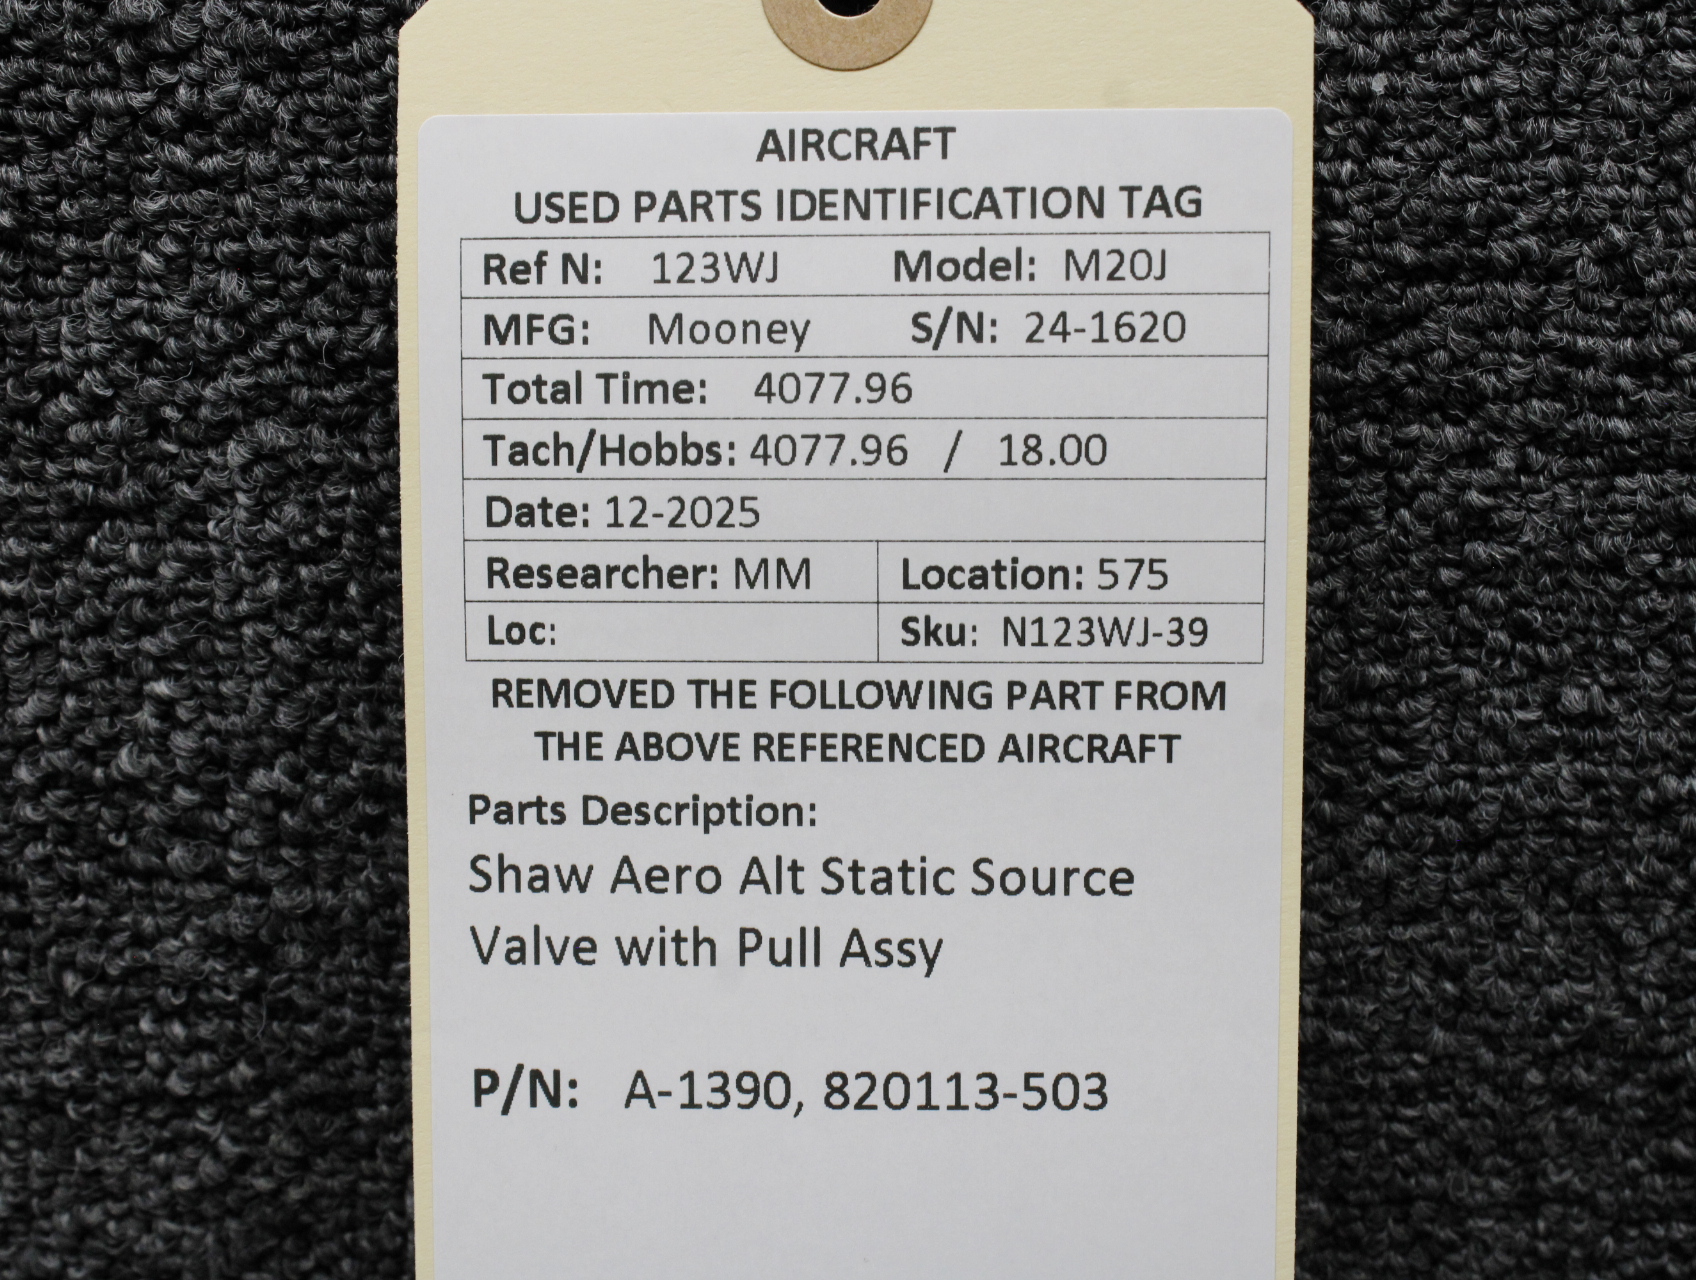 AIRCRAFT
USED PARTS IDENTIFICATION TAG
Ref N: 123WJ Model: M20J
MFG: Mooney S/N: 24-1620
Total Time: 4077.96
Tach/Hobbs: 4077.96 / 18.00
Date: 12-2025
Researcher: MM Location: 575
Loc: Sku: N123WJ-39
REMOVED THE FOLLOWING PART FROM
THE ABOVE REFERENCED AIRCRAFT
Parts Description:
Shaw Aero Alt Static Source
Valve with Pull Assy
P/N: A-1390, 820113-503